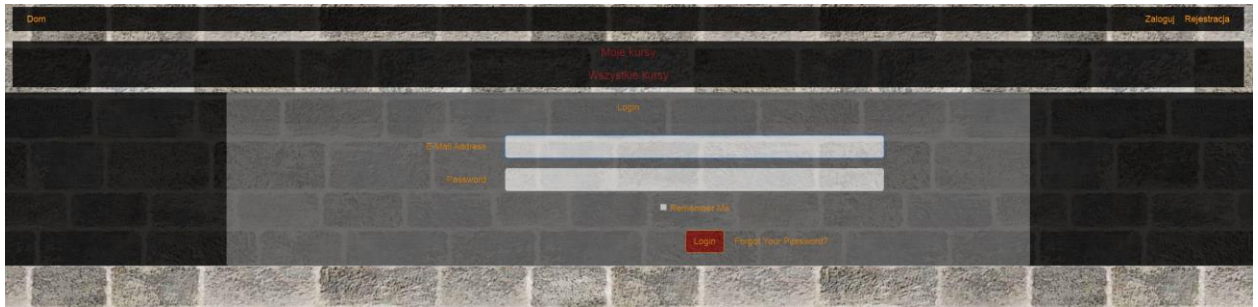 Dom Zaloguj Rejestracja
Moje kursy
Wszystkie Kursy
Login
E-Mail Address
Password
Remember Me
Login Forgot Your Password?